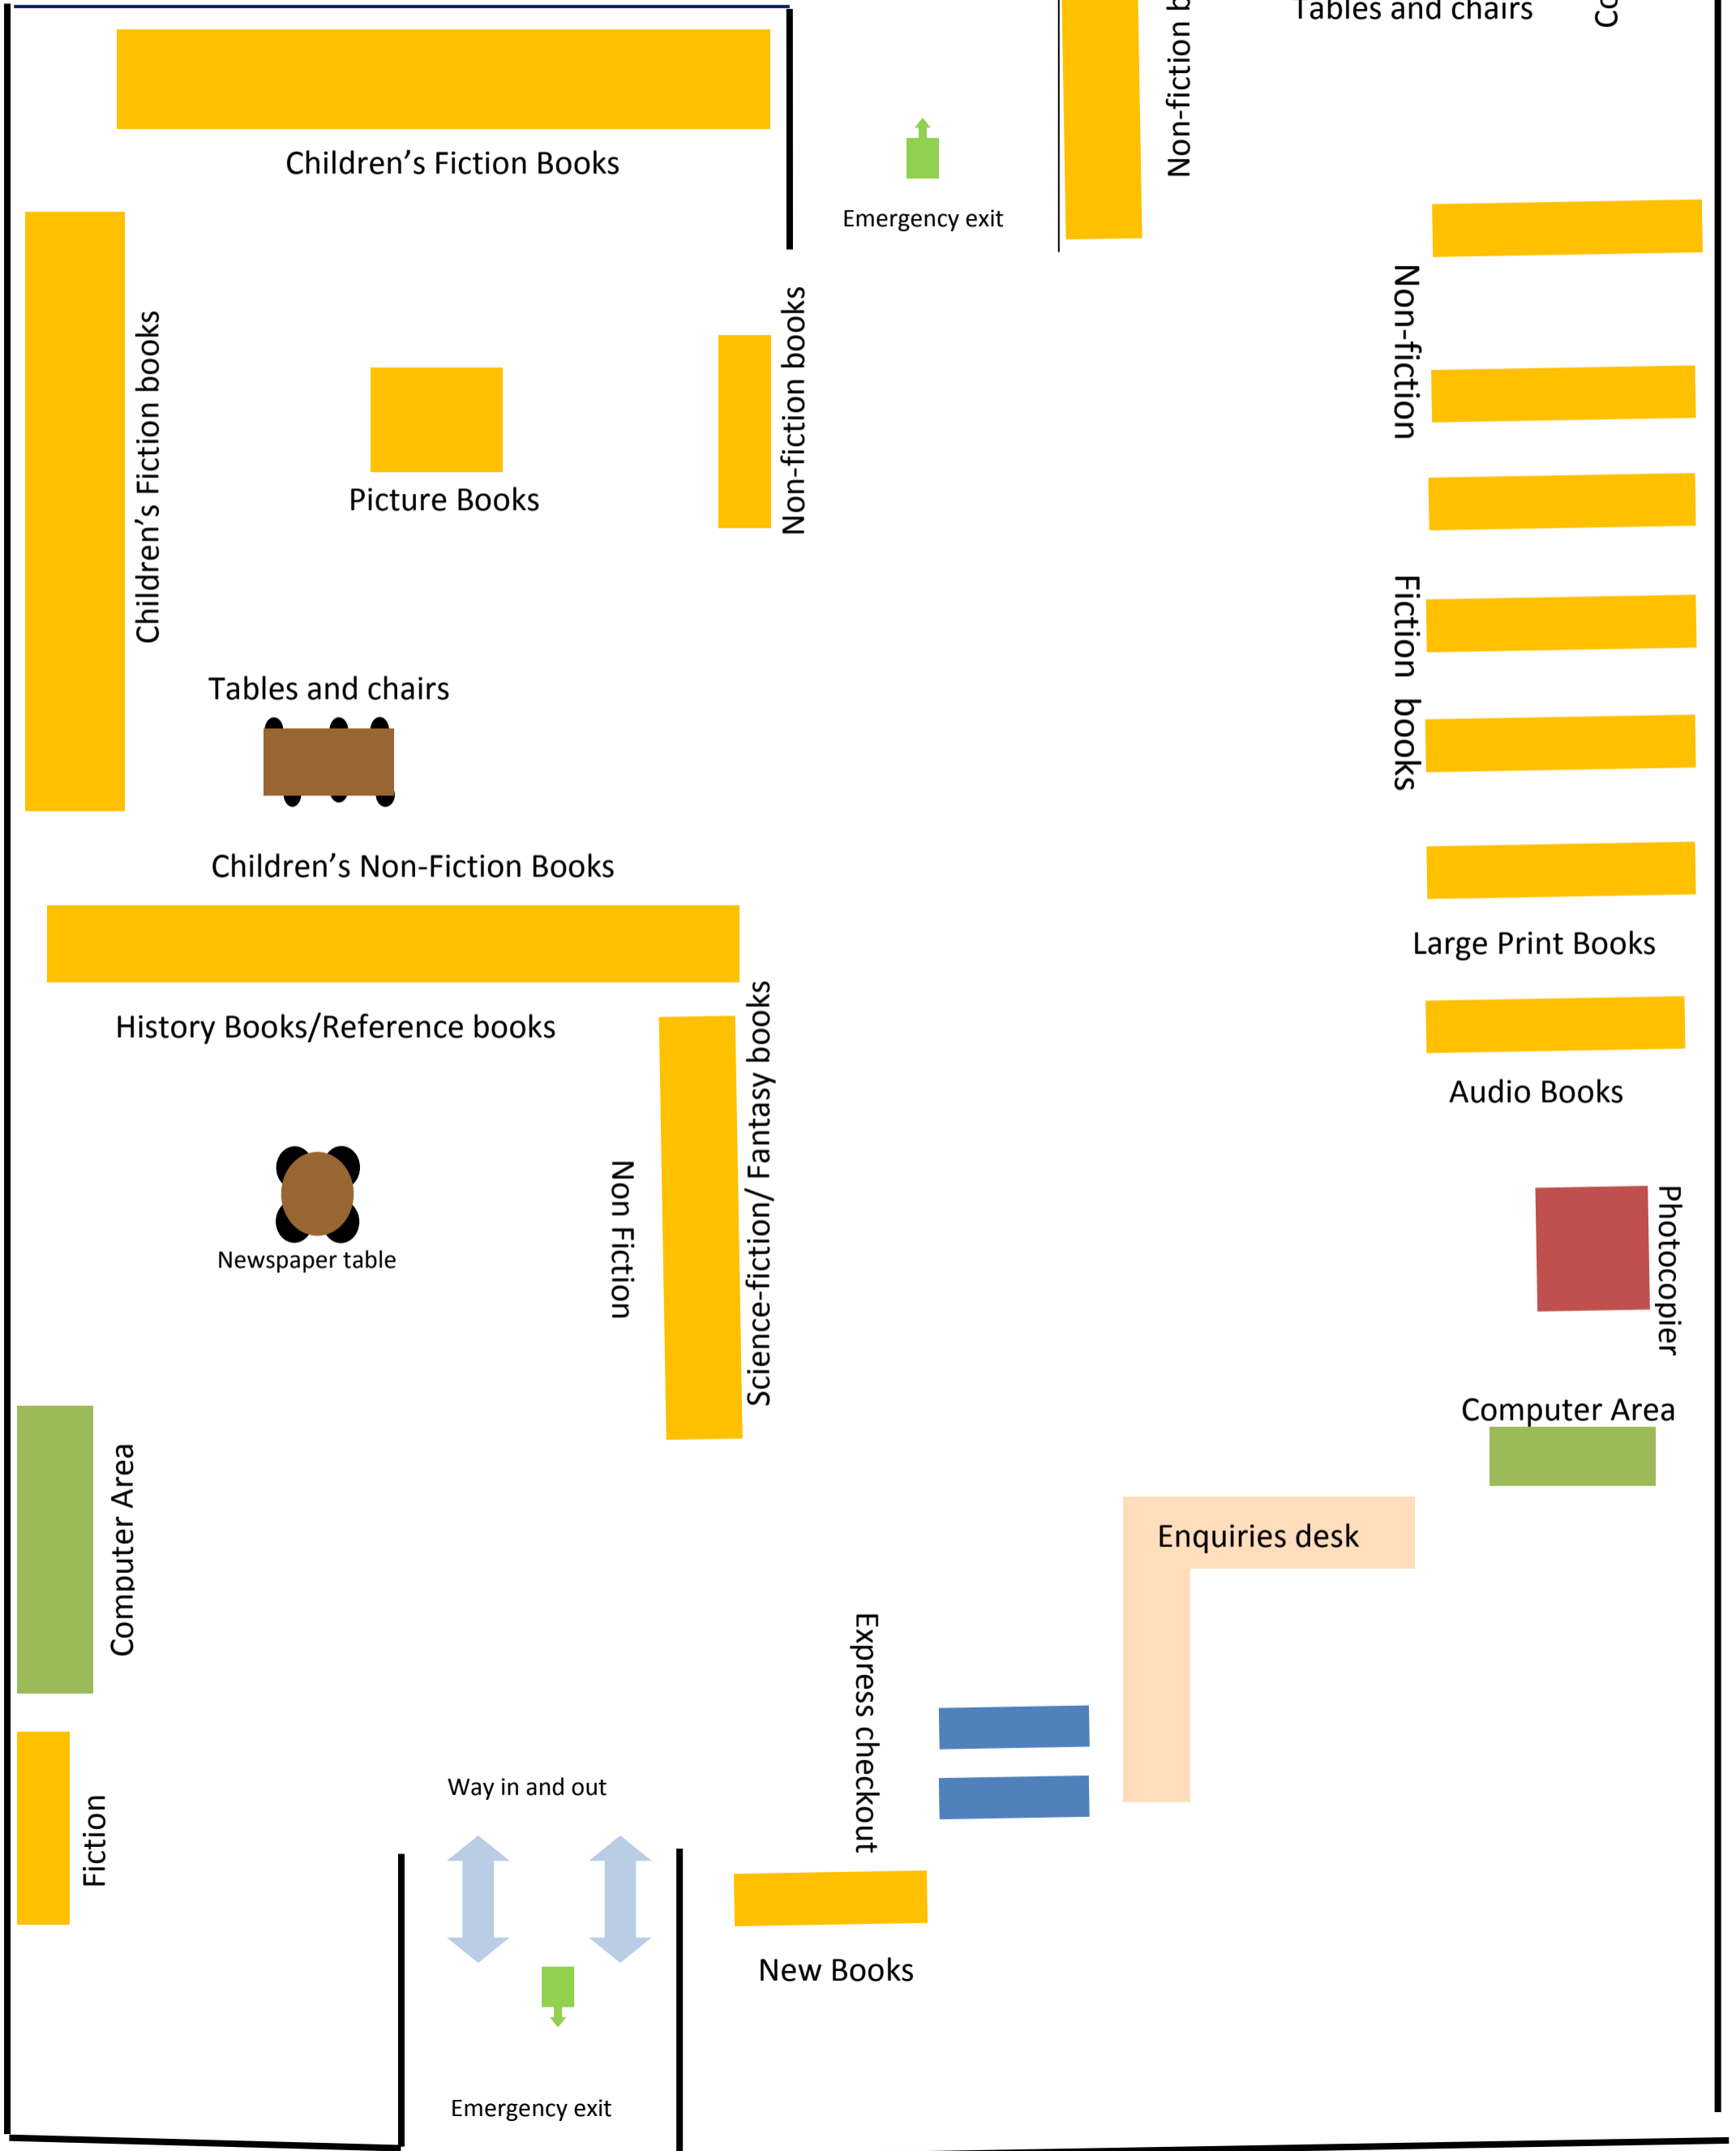 Tables and chairs
Non-fiction
Children's Fiction Books
Emergency exit
Non-fiction books
Children's Fiction books
Non-fiction
Picture Books
Fiction books
Tables and chairs
Children's Non-Fiction Books
Large Print Books
History Books/Reference books
Science-fiction/ Fantasy books
Audio Books
Non Fiction
Newspaper table
Photocopier
Computer Area
Computer Area
Enquiries desk
Express checkout
Way in and out
Fiction
New Books
Emergency exit